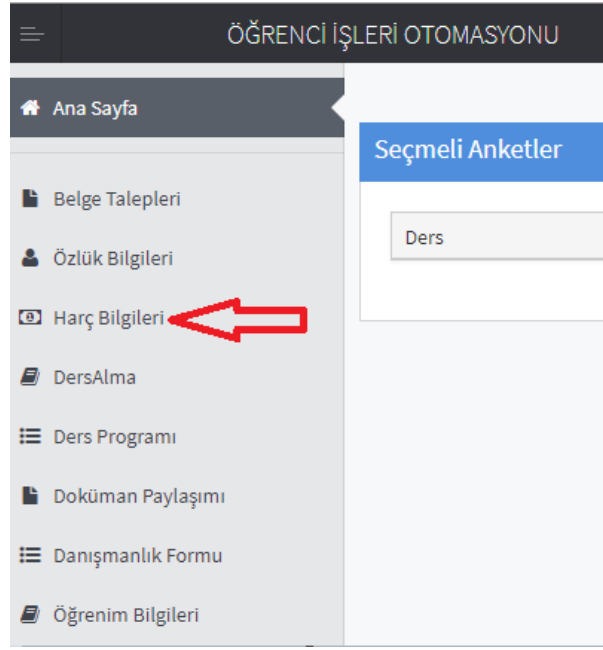 ÖĞRENCİ İŞLERİ OTOMASYONU
Ana Sayfa
Seçmeli Anketler
Ders
Belge Talepleri
Özlük Bilgileri
Harç Bilgileri
DersAlma
Ders Programı
Doküman Paylaşımı
Danışmanlık Formu
Öğrenim Bilgileri